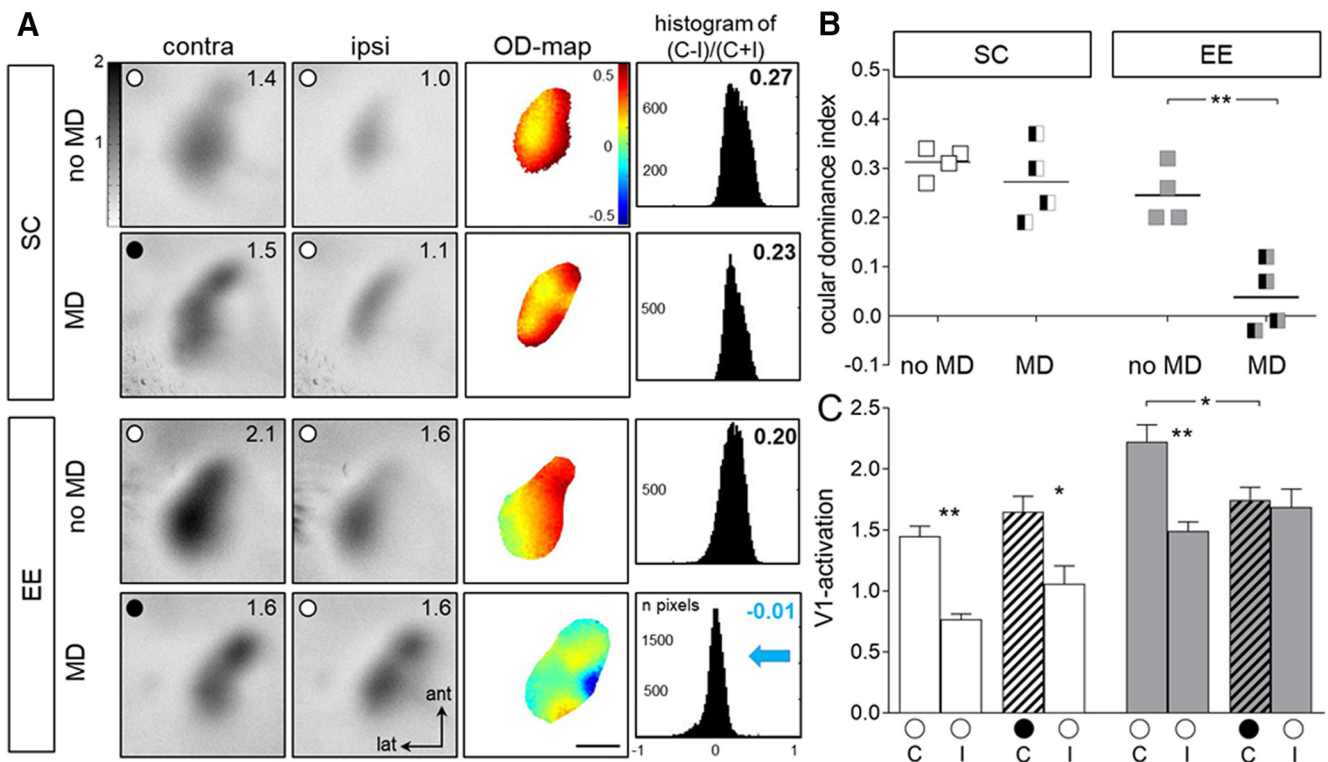 A
contra
ipsi
OD-map
histogram of
(C-I)/(C+I)
SC
no MD
2
1
1.4
1.0
0.5
0
-0.5
600
200
0.27
MD
1.5
1.1
500
0.23
EE
no MD
2.1
1.6
500
0.20
MD
1.6
1.6
ant
lat
n pixels
-0.01
1500
500
-1 0 1
B
SC
EE
ocular dominance index
0.5
0.4
0.3
0.2
0.1
0.0
-0.1
**
no MD MD no MD MD
C
V1-activation
2.5
2.0
1.5
1.0
0.5
0.0
** * ** *
C I C I C I C I